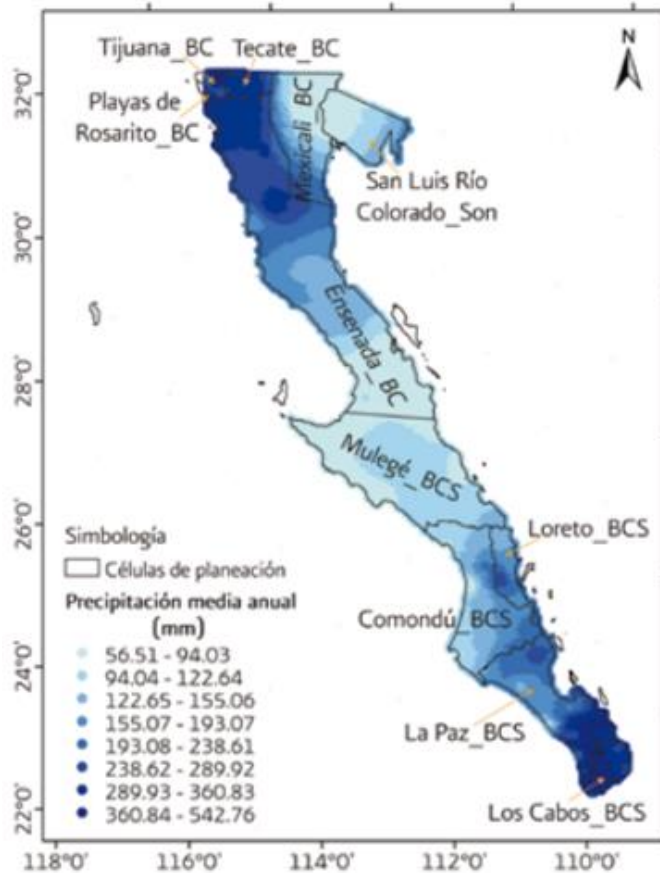 N
Tijuana_BC
Tecate_BC
Playas de
Rosarito_BC
Mexicali BC
San Luis Río
Colorado_Son
Ensenada_BC
Mulegé_BCS
Loreto_BCS
Comondú_BCS
La Paz_BCS
Los Cabos_BCS
Simbología
Células de planeación
Precipitación media anual
(mm)
56.51 - 94.03
94.04 - 122.64
122.65 - 155.06
155.07 - 193.07
193.08 - 238.61
238.62 - 289.92
289.93 - 360.83
360.84 - 542.76
32°0'
30°0'
28°0'
26°0'
24°0'
22°0'
118°0'
116°0'
114°0'
112°0'
110°0'